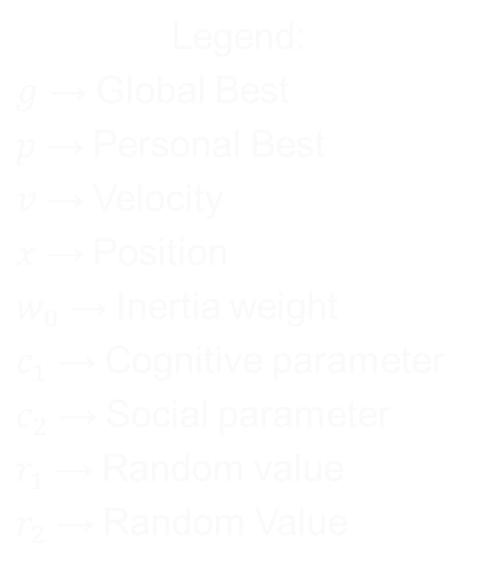 Legend:
g → Global Best
p → Personal Best
v → Velocity
x → Position
w₀ → Inertia weight
c₁ → Cognitive parameter
c₂ → Social parameter
r₁ → Random value
r₂ → Random Value